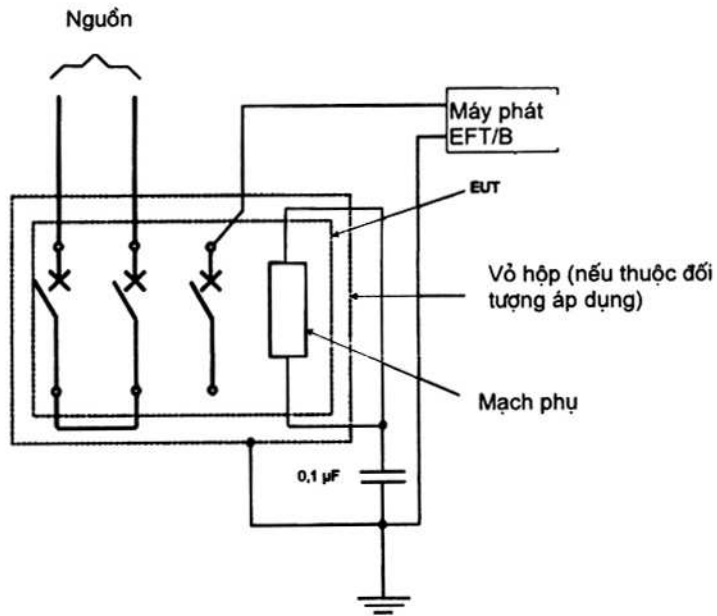 Nguồn
Máy phát
EFT/B
EUT
Vỏ hộp (nếu thuộc đối
tượng áp dụng)
Mạch phụ
0,1 µF